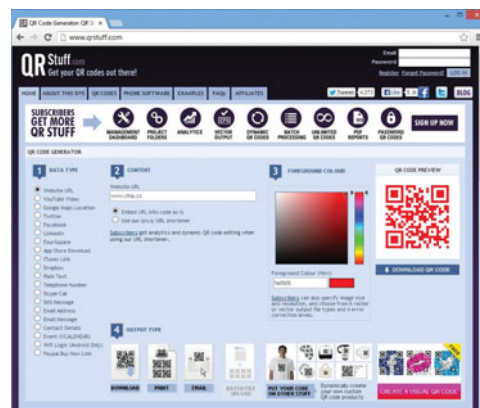 QR Code Generator: QR St
www.qrstuff.com
QR Stuff.com
Get your QR codes out there!
Email
Password
Register Forgot Password? LOG IN
HOME ABOUT THIS SITE QR CODES PHONE SOFTWARE EXAMPLES FAQs AFFILIATES
Tweet 4,273 Like BLOG
SUBSCRIBERS
GET MORE
QR STUFF
MANAGEMENT DASHBOARD
PROJECT FOLDERS
ANALYTICS
VECTOR OUTPUT
DYNAMIC QR CODES
BATCH PROCESSING
UNLIMITED QR CODES
PDF REPORTS
PASSWORD QR CODES
SIGN UP NOW
QR CODE GENERATOR
1 DATA TYPE
Website URL
YouTube Video
Google Maps Location
Twitter
Facebook
LinkedIn
FourSquare
App Store Download
iTunes Link
Dropbox
Plain Text
Telephone Number
Skype Call
SMS Message
Email Address
Email Message
Contact Details
Event (VCALENDAR)
Wifi Login (Android Only)
Paypal Buy Now Link
2 CONTENT
Website URL
Embed URL into code as-is
Use our URL shortener
Subscribers get analytics and dynamic QR code editing when
using our URL shortener.
3 FOREGROUND COLOUR
Foreground Colour (Hex):
Subscribers can also specify image size
and resolution, and choose from 6 raster
or vector output file types and 4 error
correction levels.
QR CODE PREVIEW
DOWNLOAD QR CODE
4 OUTPUT TYPE
DOWNLOAD
PRINT
EMAIL
BATCH FILE UPLOAD
PUT YOUR CODE
ON OTHER STUFF
Dynamically create
your own custom
QR code products
CREATE A VISUAL QR CODE